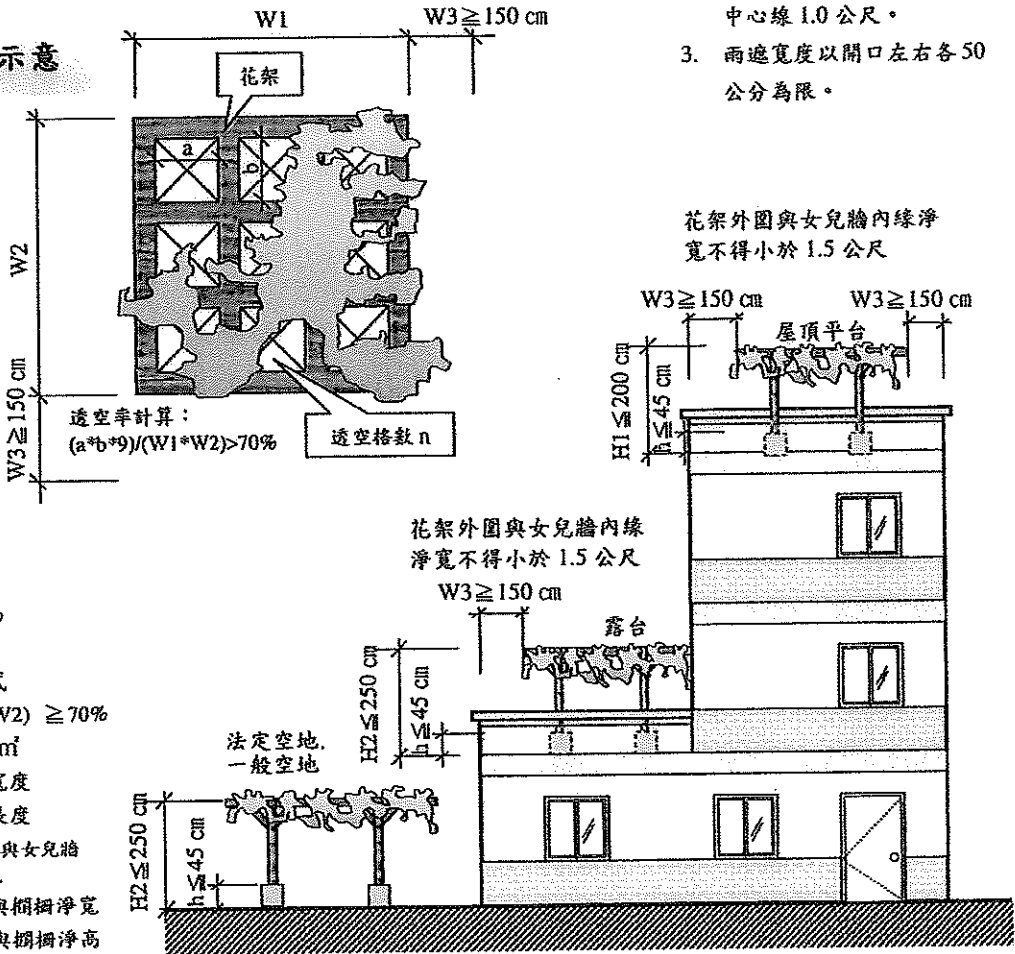 示意
W1
W3≧150 cm
中心線 1.0 公尺。
3. 雨遮寬度以開口左右各 50
公分為限。
花架
a
b
W2
W3≧150 cm
透空率計算：
(a*b*9)/(W1*W2)>70%
透空格數 n
花架外圍與女兒牆內緣淨
寬不得小於 1.5 公尺
W3≧150 cm
W3≧150 cm
屋頂平台
H1≦200 cm
h≦45 cm
花架外圍與女兒牆內緣
淨寬不得小於 1.5 公尺
W3≧150 cm
露台
H2≦250 cm
h≦45 cm
W2) ≧70%
㎡
寬度
長度
與女兒牆
與欄柵淨寬
與欄柵淨高
法定空地.
一般空地
H2≦250 cm
h≦45 cm